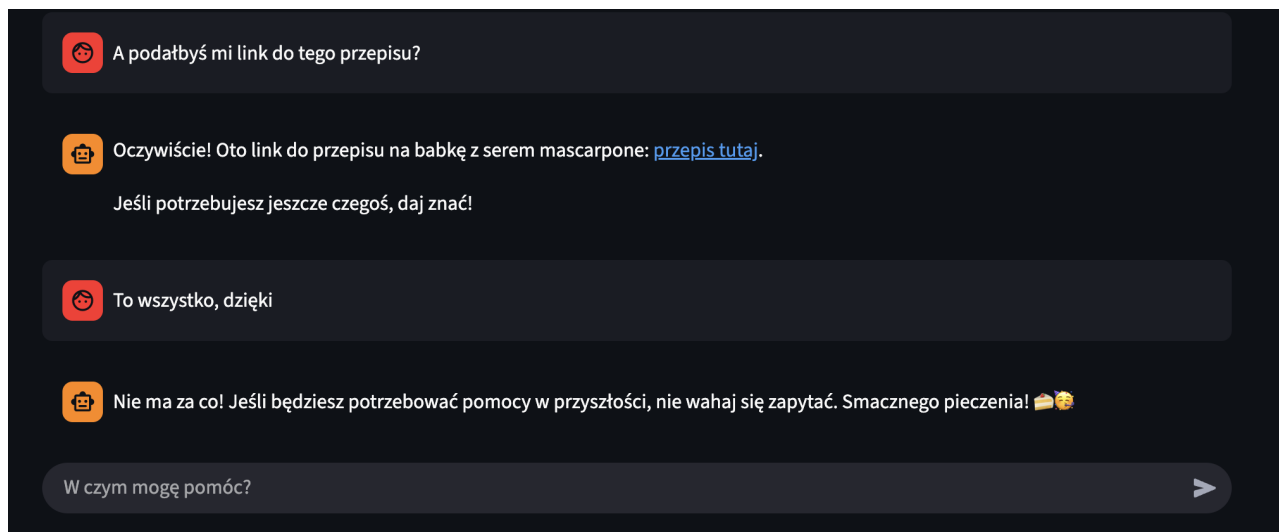 A podałbyś mi link do tego przepisu?
Oczywiście! Oto link do przepisu na babkę z serem mascarpone: przepis tutaj.
Jeśli potrzebujesz jeszcze czegoś, daj znać!
To wszystko, dzięki
Nie ma za co! Jeśli będziesz potrzebować pomocy w przyszłości, nie wahaj się zapytać. Smacznego pieczenia! 🍰🥳
W czym mogę pomóc?